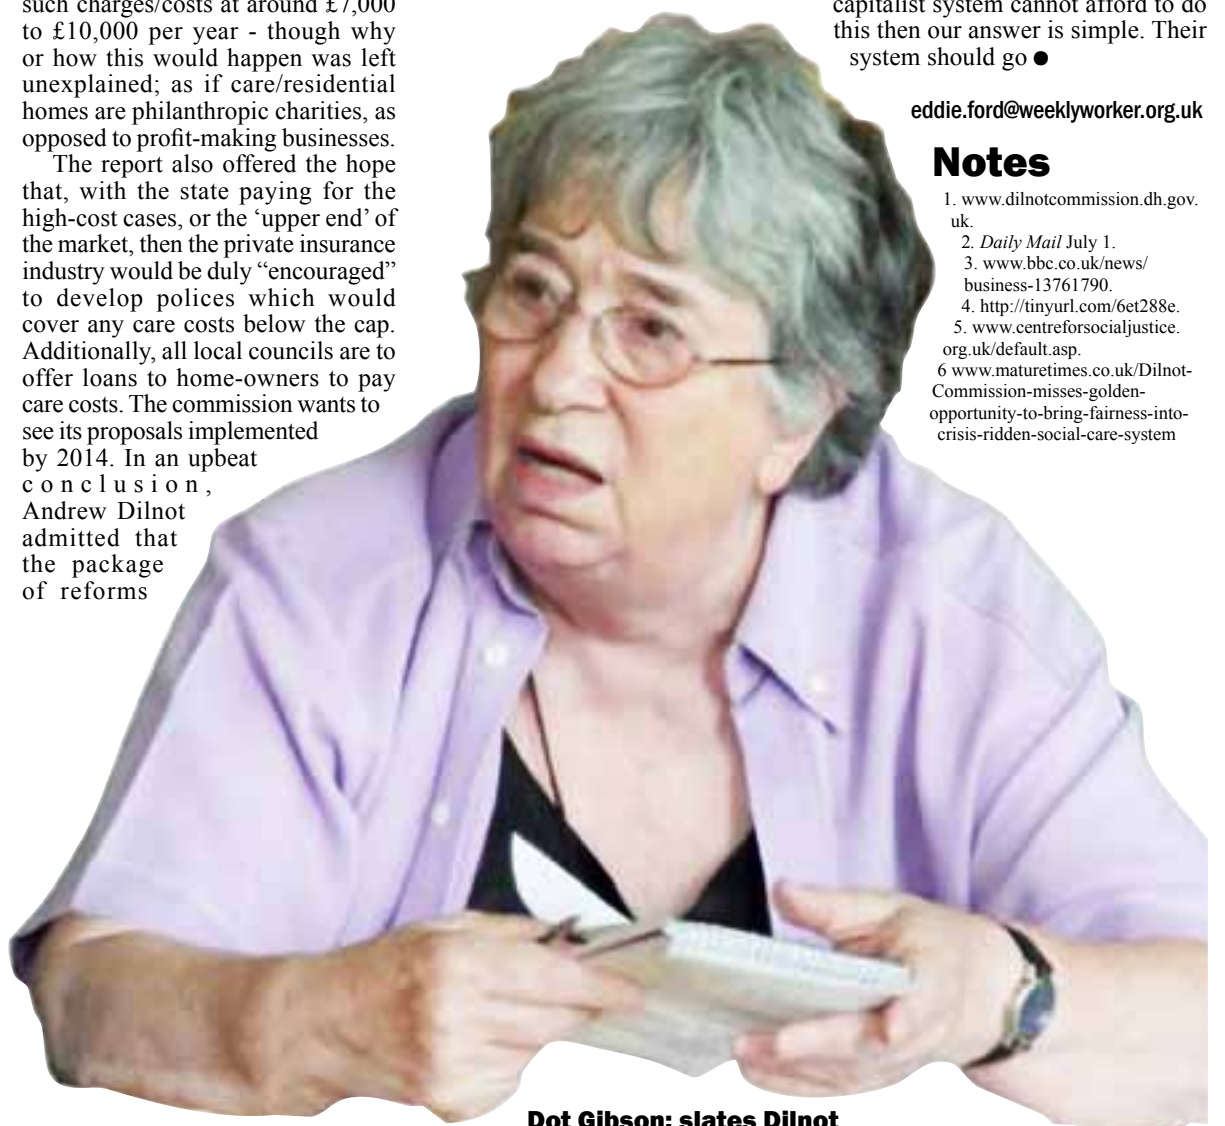 such charges/costs at around £7,000
to £10,000 per year - though why
or how this would happen was left
unexplained; as if care/residential
homes are philanthropic charities, as
opposed to profit-making businesses.
The report also offered the hope
that, with the state paying for the
high-cost cases, or the ‘upper end’ of
the market, then the private insurance
industry would be duly “encouraged”
to develop polices which would
cover any care costs below the cap.
Additionally, all local councils are to
offer loans to home-owners to pay
care costs. The commission wants to
see its proposals implemented
by 2014. In an upbeat
conclusion,
Andrew Dilnot
admitted that
the package
of reforms
capitalist system cannot afford to do
this then our answer is simple. Their
system should go ●
eddie.ford@weeklyworker.org.uk
Notes
1. www.dilnotcommission.dh.gov.
uk.
2. Daily Mail July 1.
3. www.bbc.co.uk/news/
business-13761790.
4. http://tinyurl.com/6et288e.
5. www.centreforsocialjustice.
org.uk/default.asp.
6 www.maturetimes.co.uk/Dilnot-
Commission-misses-golden-
opportunity-to-bring-fairness-into-
crisis-ridden-social-care-system
Dot Gibson: slates Dilnot